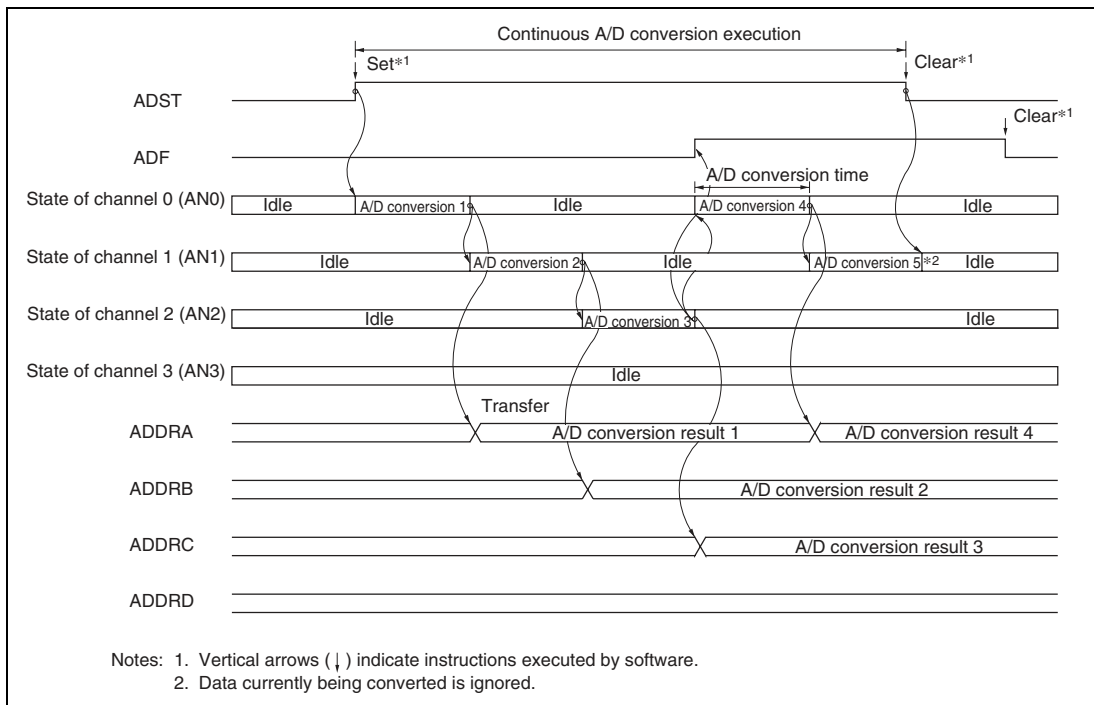 Continuous A/D conversion execution
Set*1 Clear*1
ADST
Clear*1
ADF
A/D conversion time
State of channel 0 (AN0) Idle A/D conversion 1 Idle A/D conversion 4 Idle
State of channel 1 (AN1) Idle A/D conversion 2 Idle A/D conversion 5 *2 Idle
State of channel 2 (AN2) Idle A/D conversion 3 Idle
State of channel 3 (AN3) Idle
Transfer
ADDRA A/D conversion result 1 A/D conversion result 4
ADDRB A/D conversion result 2
ADDRC A/D conversion result 3
ADDRD
Notes: 1. Vertical arrows (↓) indicate instructions executed by software.
2. Data currently being converted is ignored.